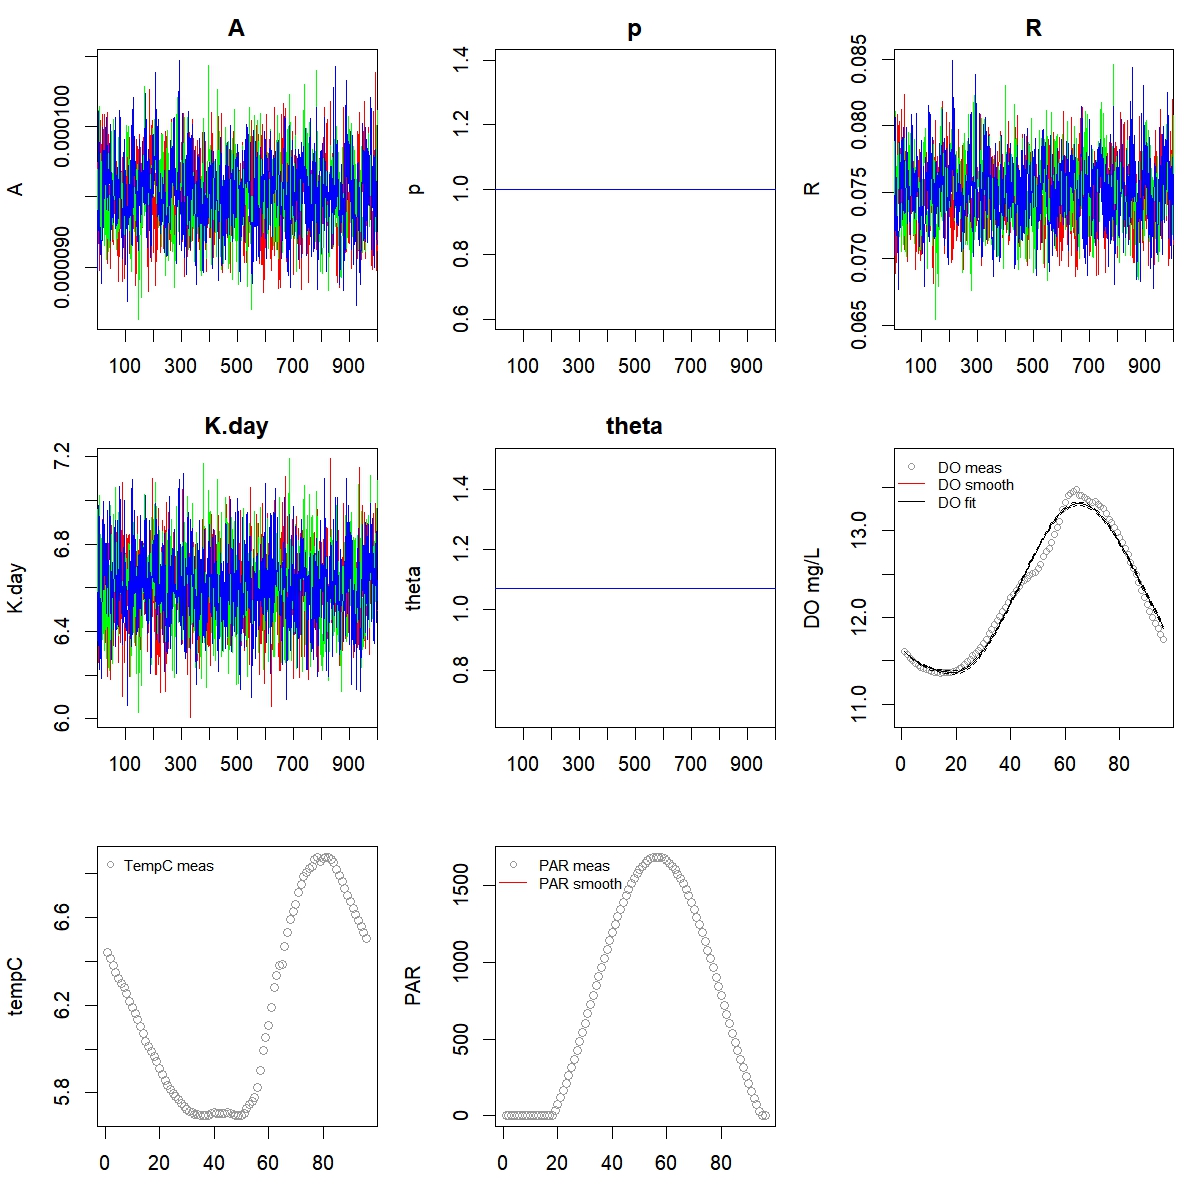 A
A
0.000090
0.000100
100 300 500 700 900
p
p
0.6 0.8 1.0 1.2 1.4
100 300 500 700 900
R
R
0.065 0.070 0.075 0.080 0.085
100 300 500 700 900
K.day
K.day
6.0 6.4 6.8 7.2
100 300 500 700 900
theta
theta
0.8 1.0 1.2 1.4
100 300 500 700 900
DO meas
DO smooth
DO fit
DO mg/L
11.0 12.0 13.0
0 20 40 60 80
TempC meas
tempC
5.8 6.2 6.6
0 20 40 60 80
PAR meas
PAR smooth
PAR
0 500 1000 1500
0 20 40 60 80